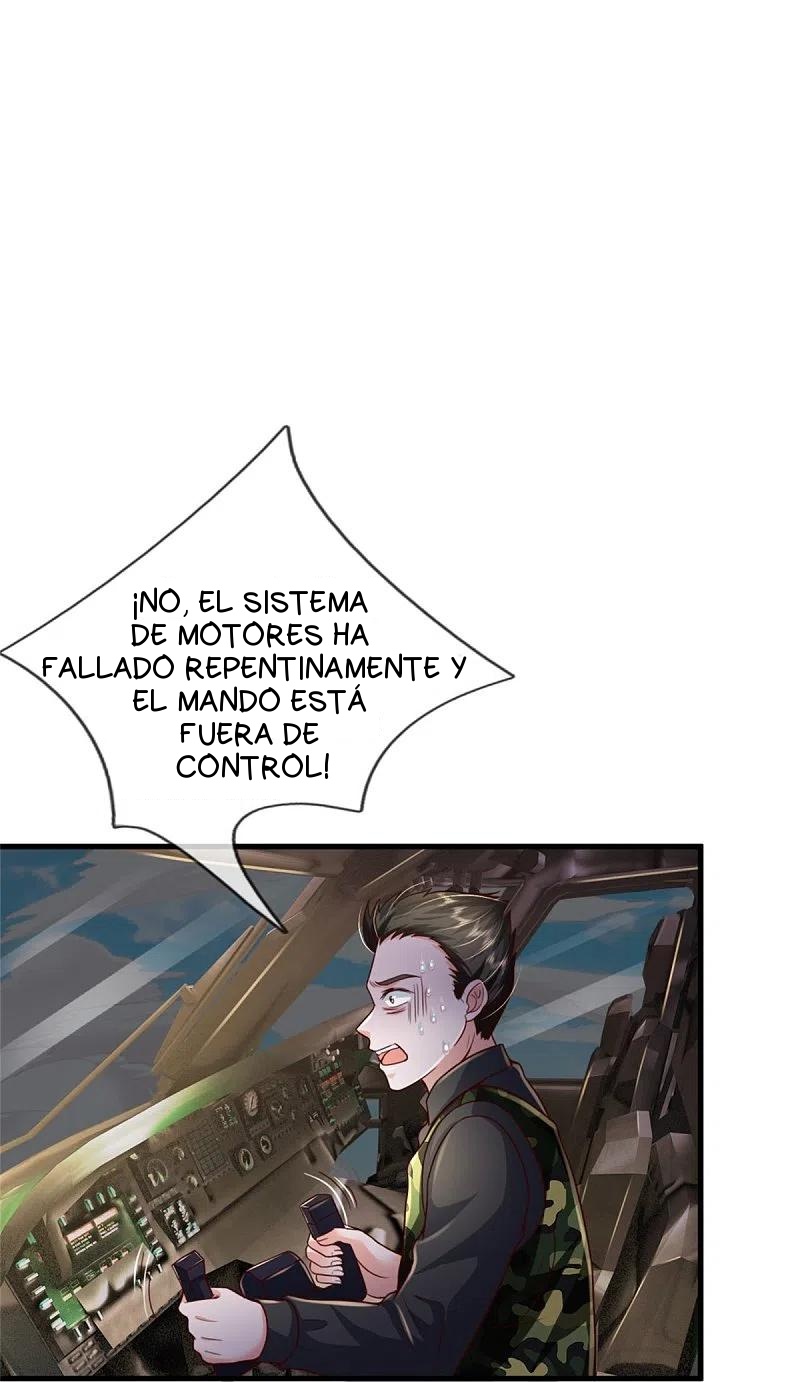 ¡NO, EL SISTEMA
DE MOTORES HA
FALLADO REPENTINAMENTE Y
EL MANDO ESTÁ
FUERA DE
CONTROL!